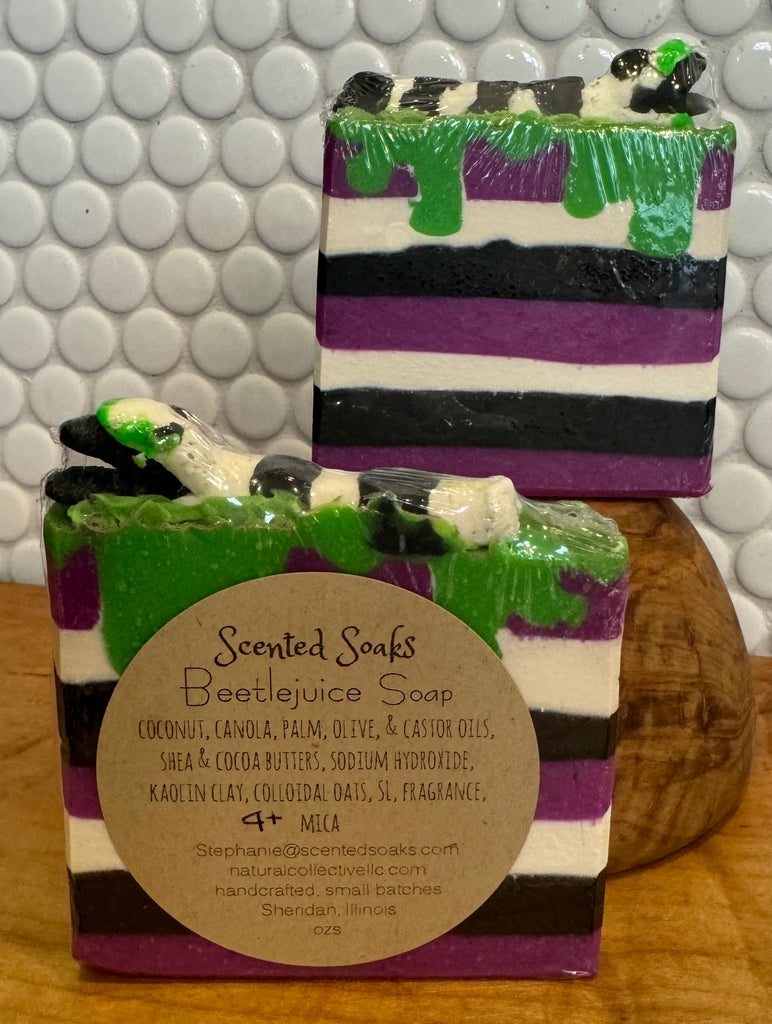 Scented Soaks
Beetlejuice Soap
COCONUT, CANOLA, PALM, OLIVE, & CASTOR OILS,
SHEA & COCOA BUTTERS, SODIUM HYDROXIDE,
KAOLIN CLAY, COLLOIDAL OATS, SL, FRAGRANCE,
4+ MICA
Stephanie@scentedsoaks.com
naturalcollectivellc.com
handcrafted, small batches
Sheridan, Illinois
ozs